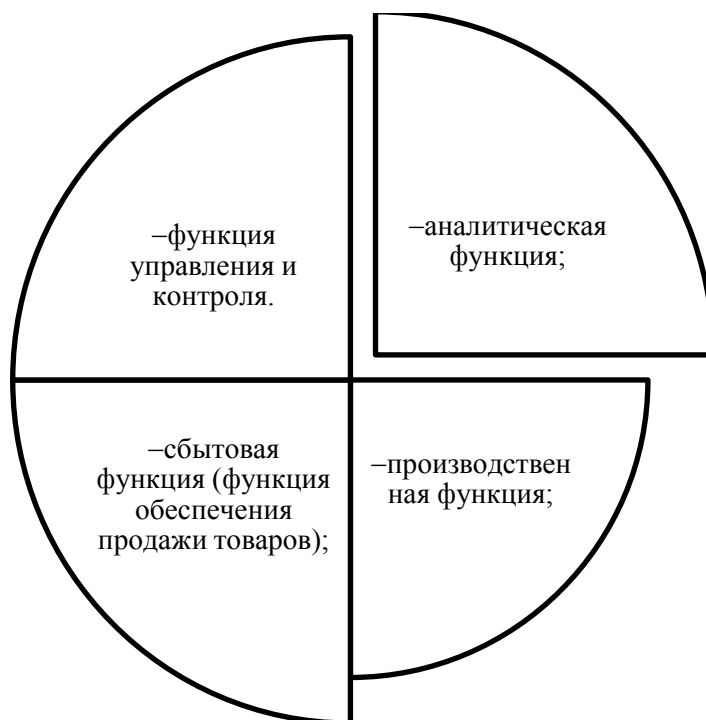 –функция
управления и
контроля.
–аналитическая
функция;
–сбытовая
функция (функция
обеспечения
продажи товаров);
–производствен
ная функция;